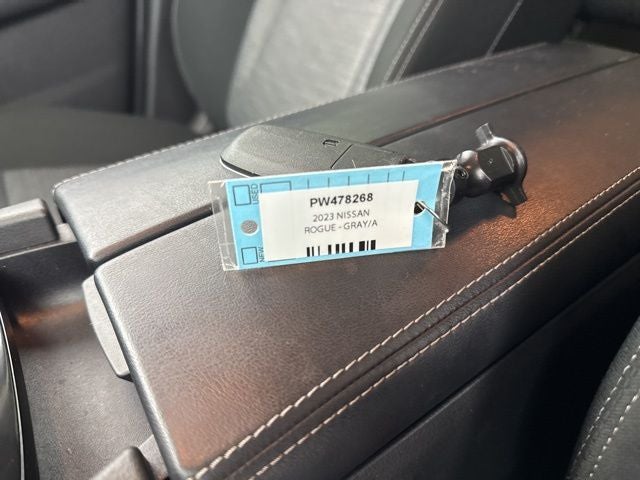 USED
NEW
PW478268
2023 NISSAN
ROGUE - GRAY/A